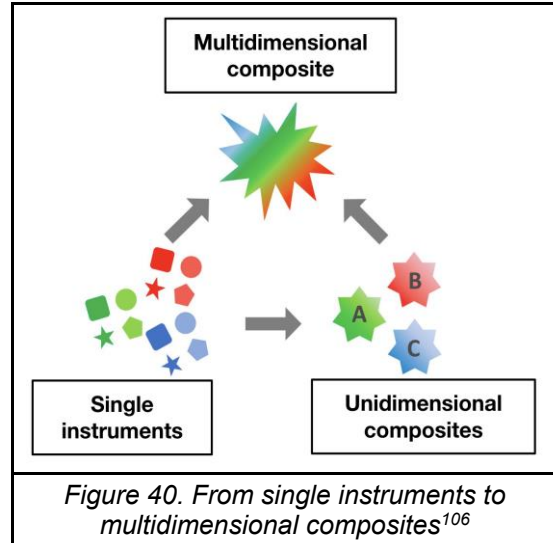 Multidimensional
composite
B
A
C
Single
instruments
Unidimensional
composites
Figure 40. From single instruments to
multidimensional composites106